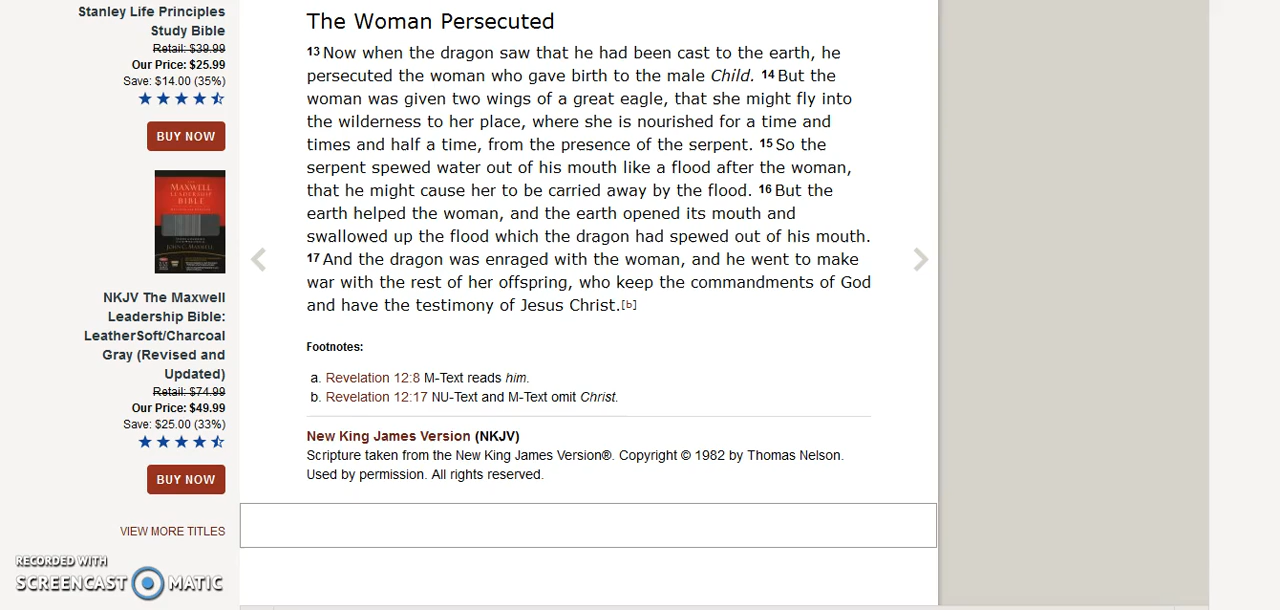 Stanley Life Principles
Study Bible
Retail: $39.99
Our Price: $25.99
Save: $14.00 (35%)
BUY NOW
MAXWELL
LEADERSHIP
BIBLE
JOHN C. MAXWELL
NKJV The Maxwell
Leadership Bible:
LeatherSoft/Charcoal
Gray (Revised and
Updated)
Retail: $74.99
Our Price: $49.99
Save: $25.00 (33%)
BUY NOW
VIEW MORE TITLES
The Woman Persecuted
13 Now when the dragon saw that he had been cast to the earth, he
persecuted the woman who gave birth to the male Child. 14 But the
woman was given two wings of a great eagle, that she might fly into
the wilderness to her place, where she is nourished for a time and
times and half a time, from the presence of the serpent. 15 So the
serpent spewed water out of his mouth like a flood after the woman,
that he might cause her to be carried away by the flood. 16 But the
earth helped the woman, and the earth opened its mouth and
swallowed up the flood which the dragon had spewed out of his mouth.
17 And the dragon was enraged with the woman, and he went to make
war with the rest of her offspring, who keep the commandments of God
and have the testimony of Jesus Christ.[b]
Footnotes:
a. Revelation 12:8 M-Text reads him.
b. Revelation 12:17 NU-Text and M-Text omit Christ.
New King James Version (NKJV)
Scripture taken from the New King James Version®. Copyright © 1982 by Thomas Nelson.
Used by permission. All rights reserved.
RECORDED WITH
SCREENCAST MATIC